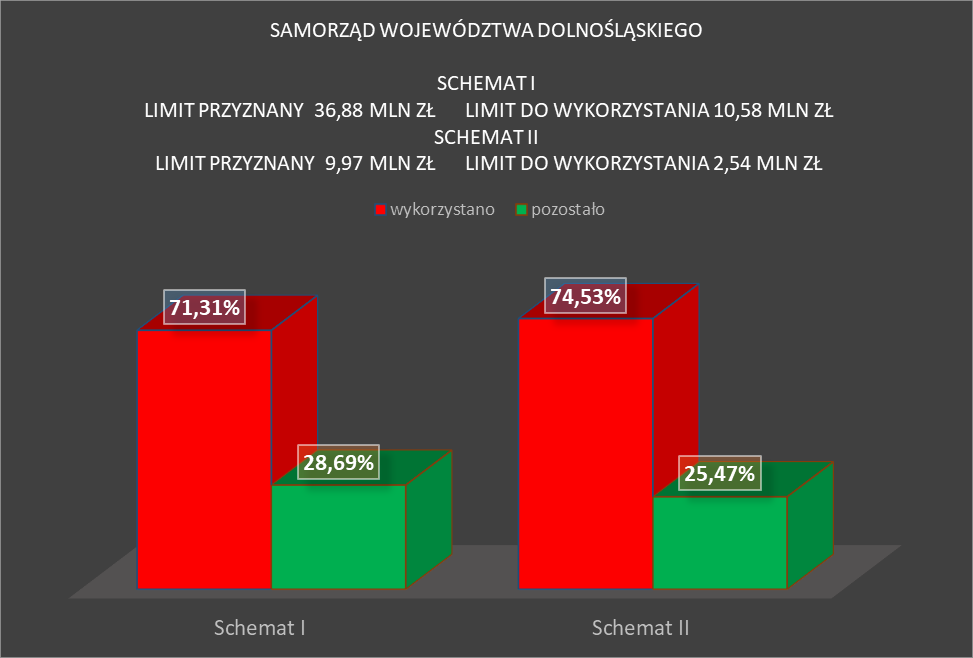 SAMORZĄD WOJEWÓDZTWA DOLNOŚLĄSKIEGO
SCHEMAT I
LIMIT PRZYZNANY 36,88 MLN ZŁ LIMIT DO WYKORZYSTANIA 10,58 MLN ZŁ
SCHEMAT II
LIMIT PRZYZNANY 9,97 MLN ZŁ LIMIT DO WYKORZYSTANIA 2,54 MLN ZŁ
wykorzystano pozostało
71,31% 74,53%
28,69% 25,47%
Schemat I Schemat II